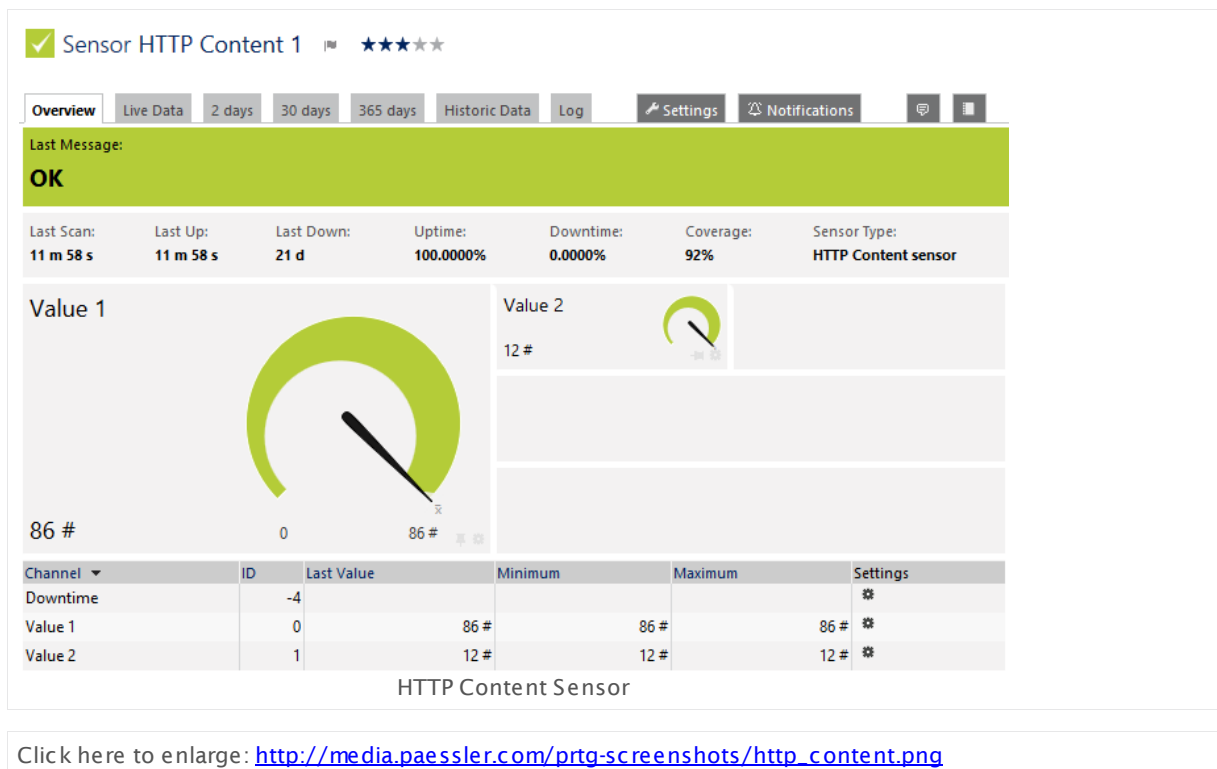 Sensor HTTP Content 1
Overview Live Data 2 days 30 days 365 days Historic Data Log Settings Notifications
Last Message:
OK
Last Scan: Last Up: Last Down: Uptime: Downtime: Coverage: Sensor Type:
11 m 58 s 11 m 58 s 21 d 100.0000% 0.0000% 92% HTTP Content sensor
Value 1
86 #
0 86 #
Value 2
12 #
Channel ID Last Value Minimum Maximum Settings
Downtime -4
Value 1 0 86 # 86 # 86 #
Value 2 1 12 # 12 # 12 #
HTTP Content Sensor
Click here to enlarge: http://media.paessler.com/prtg-screenshots/http_content.png